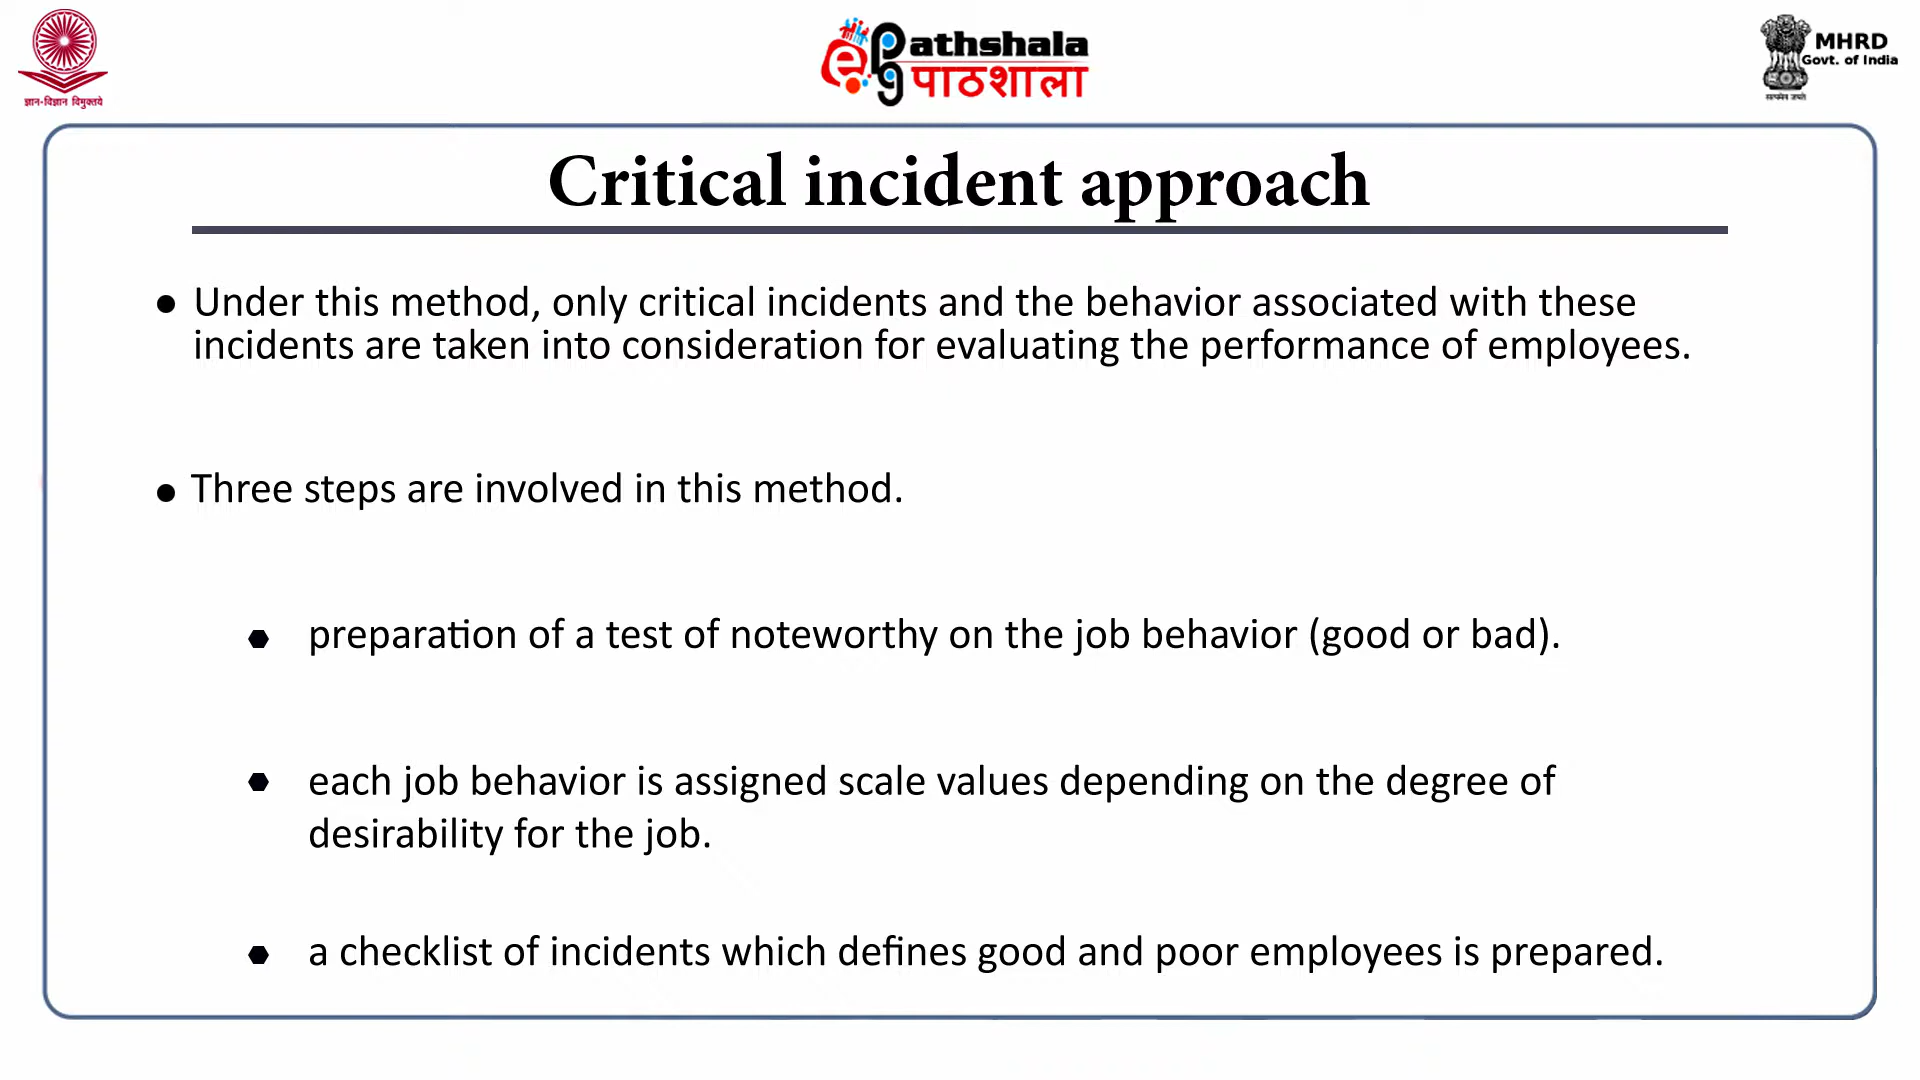 ज्ञान-विज्ञान विमुक्तये
ePG Pathshala
पाठशाला
MHRD
Govt. of India
सत्यमेव जयते
Critical incident approach
● Under this method, only critical incidents and the behavior associated with these
incidents are taken into consideration for evaluating the performance of employees.
● Three steps are involved in this method.
preparation of a test of noteworthy on the job behavior (good or bad).
each job behavior is assigned scale values depending on the degree of
desirability for the job.
a checklist of incidents which defines good and poor employees is prepared.